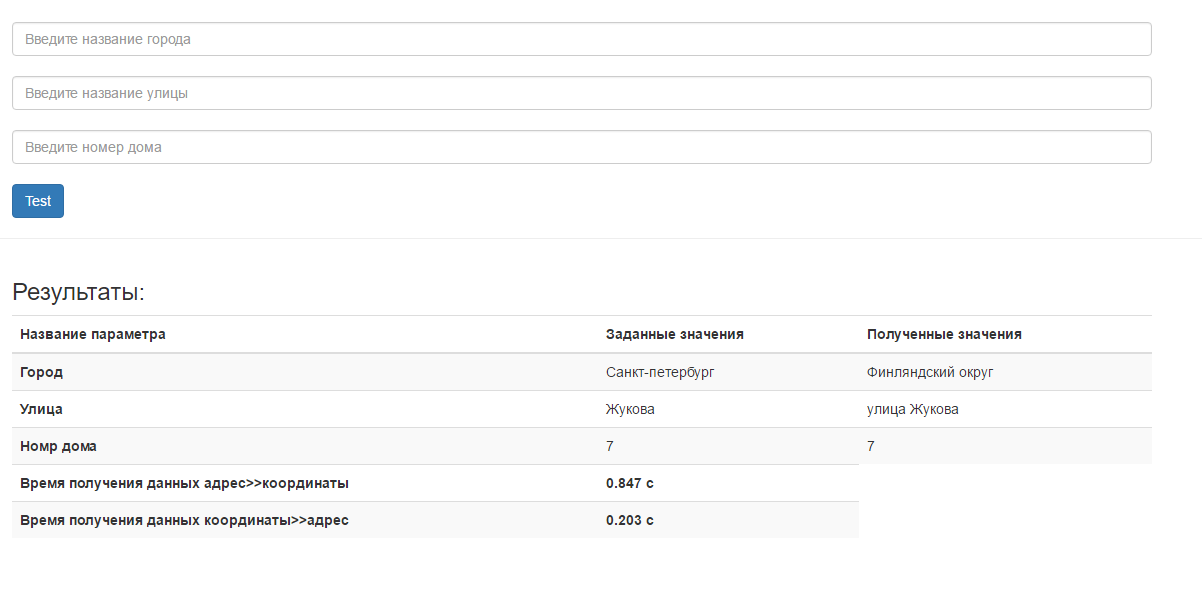 Введите название города
Введите название улицы
Введите номер дома
Test
Результаты:
Название параметра Заданные значения Полученные значения
Город Санкт-петербург Финляндский округ
Улица Жукова улица Жукова
Номр дома 7 7
Время получения данных адрес>>координаты 0.847 с
Время получения данных координаты>>адрес 0.203 с